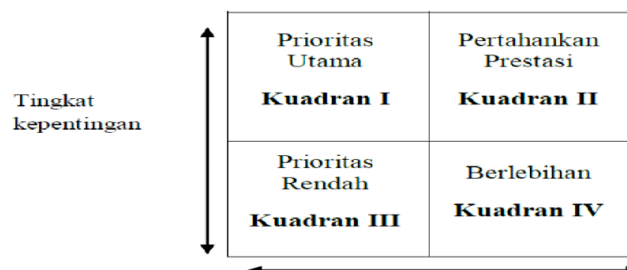 Prioritas
Utama
Kuadran I
Pertahankan
Prestasi
Kuadran II
Tingkat
kepentingan
Prioritas
Rendah
Kuadran III
Berlebihan
Kuadran IV